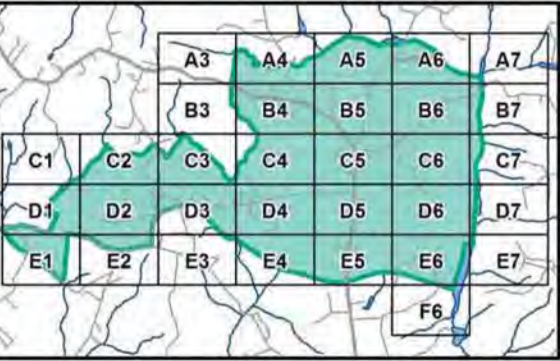 A3 A4 A5 A6 A7
B3 B4 B5 B6 B7
C1 C2 C3 C4 C5 C6 C7
D1 D2 D3 D4 D5 D6 D7
E1 E2 E3 E4 E5 E6 E7
F6